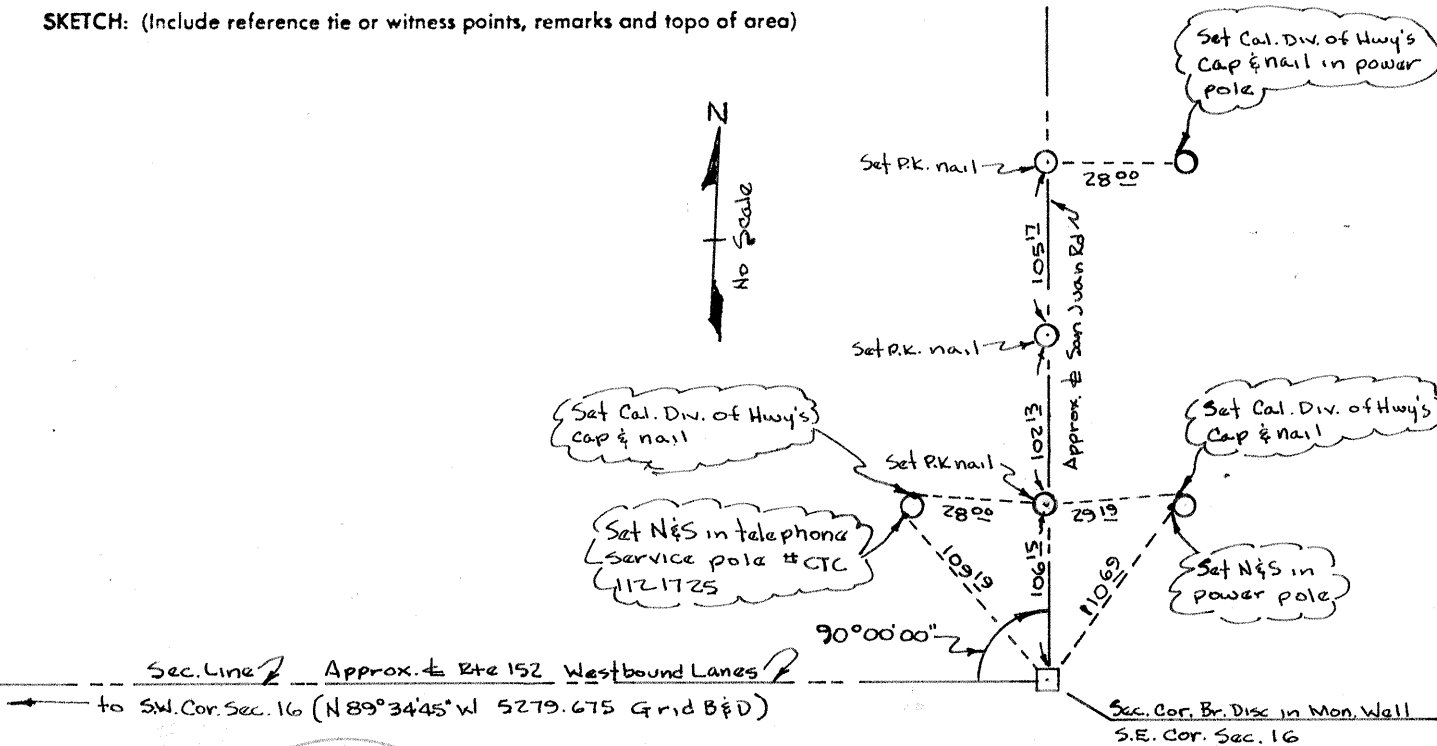 SKETCH: (Include reference tie or witness points, remarks and topo of area)
Set Cal. Div. of Hwy's
Cap & nail in power
pole
N
No Scale
Set P.K. nail
28 00
105 17
Approx. ℄ San Juan Rd
Set P.K. nail
102 13
Set Cal. Div. of Hwy's
Cap & nail
Set Cal. Div. of Hwy's
Cap & nail
Set P.K nail
28 00
29 19
Set N&S in telephone
service pole # CTC
1121725
109 19
106 15
110 69
Set N&S in
power pole
90°00'00"
Sec. Line
Approx. ℄ Rte 152 Westbound Lanes
to S.W. Cor. Sec. 16 (N 89°34'45" W 5279.675 Grid B&D)
Sec. Cor. Br. Disc in Mon. Well
S.E. Cor. Sec. 16